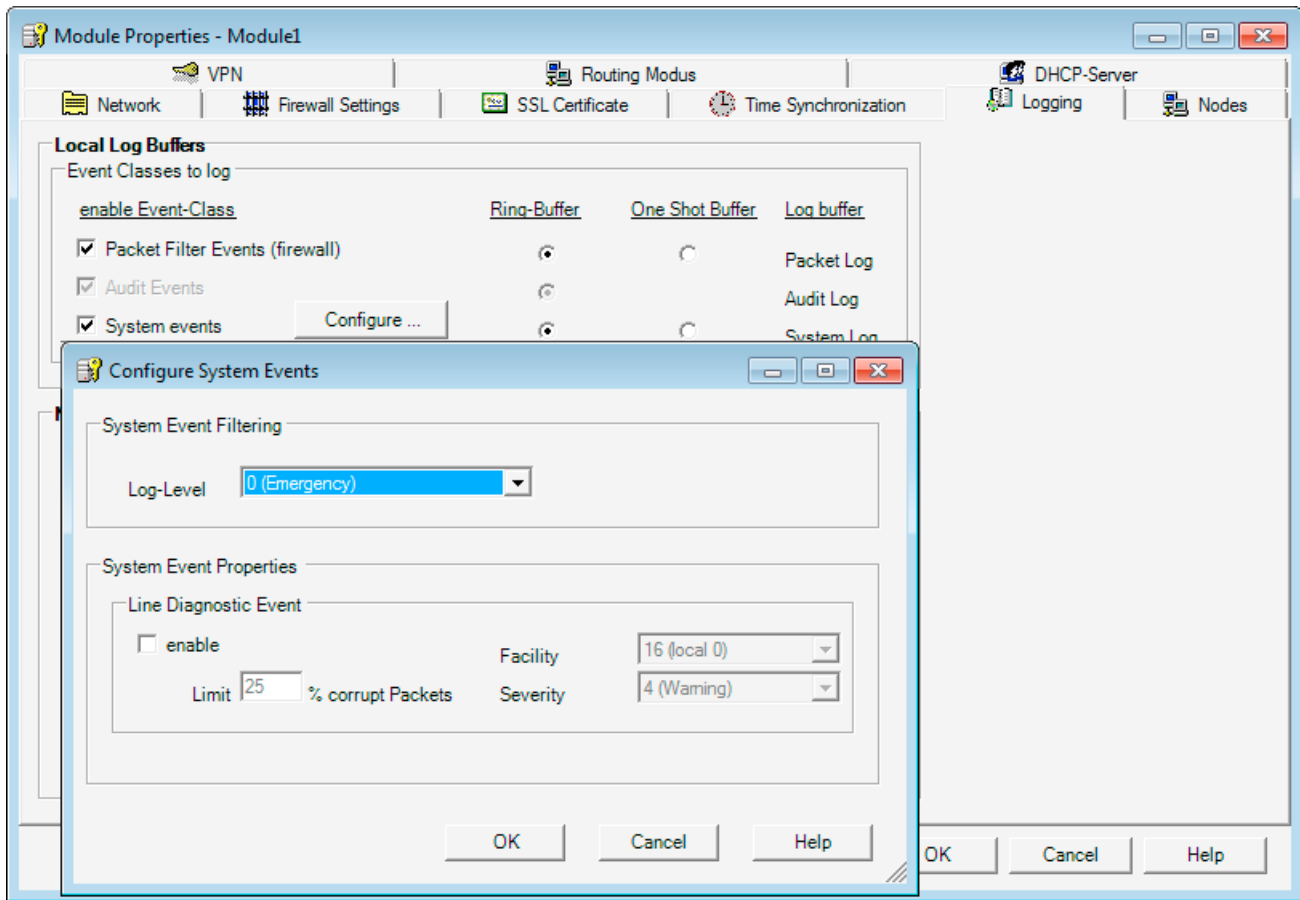 Module Properties - Module1
VPN Routing Modus DHCP-Server
Network Firewall Settings SSL Certificate Time Synchronization Logging Nodes
Local Log Buffers
Event Classes to log
enable Event-Class Ring-Buffer One Shot Buffer Log buffer
Packet Filter Events (firewall) Packet Log
Audit Events Audit Log
System events Configure ... System Log
Configure System Events
System Event Filtering
Log-Level 0 (Emergency)
System Event Properties
Line Diagnostic Event
enable Facility 16 (local 0)
Limit 25 % corrupt Packets Severity 4 (Warning)
OK Cancel Help
OK Cancel Help